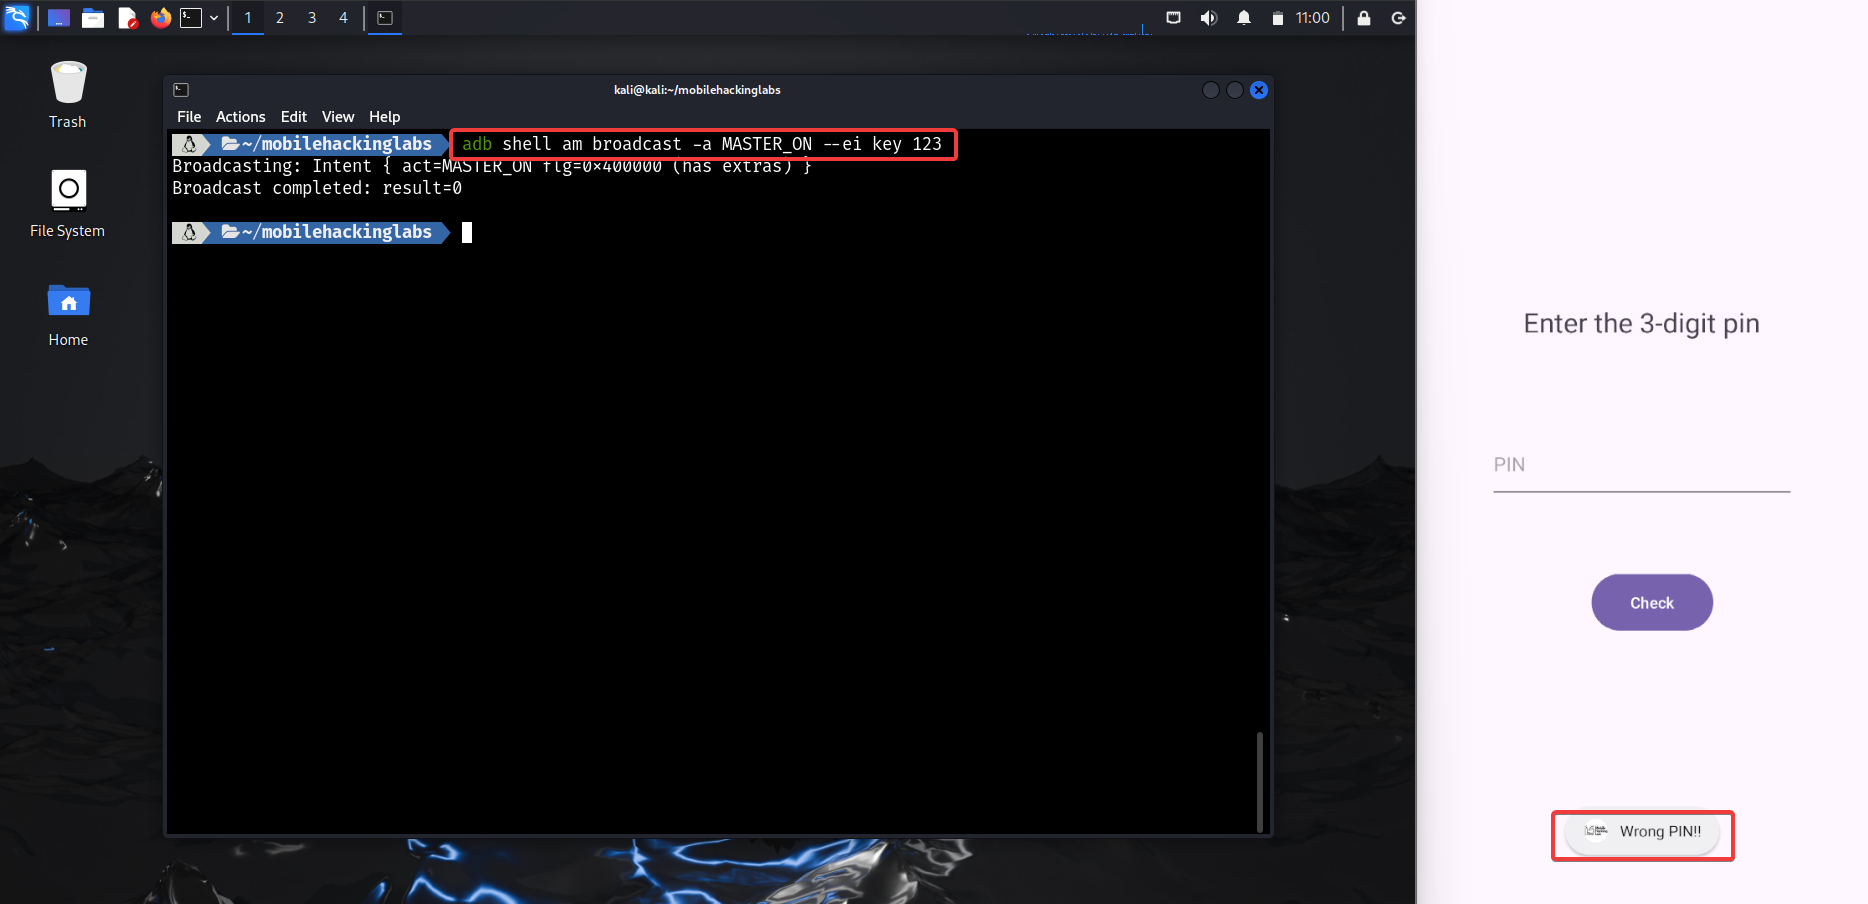 1 2 3 4
11:00
Trash
File System
Home
kali@kali:~/mobilehackinglabs
File Actions Edit View Help
~/mobilehackinglabs adb shell am broadcast -a MASTER_ON --ei key 123
Broadcasting: Intent { act=MASTER_ON flg=0×400000 (has extras) }
Broadcast completed: result=0
~/mobilehackinglabs
Enter the 3-digit pin
PIN
Check
Wrong PIN!!